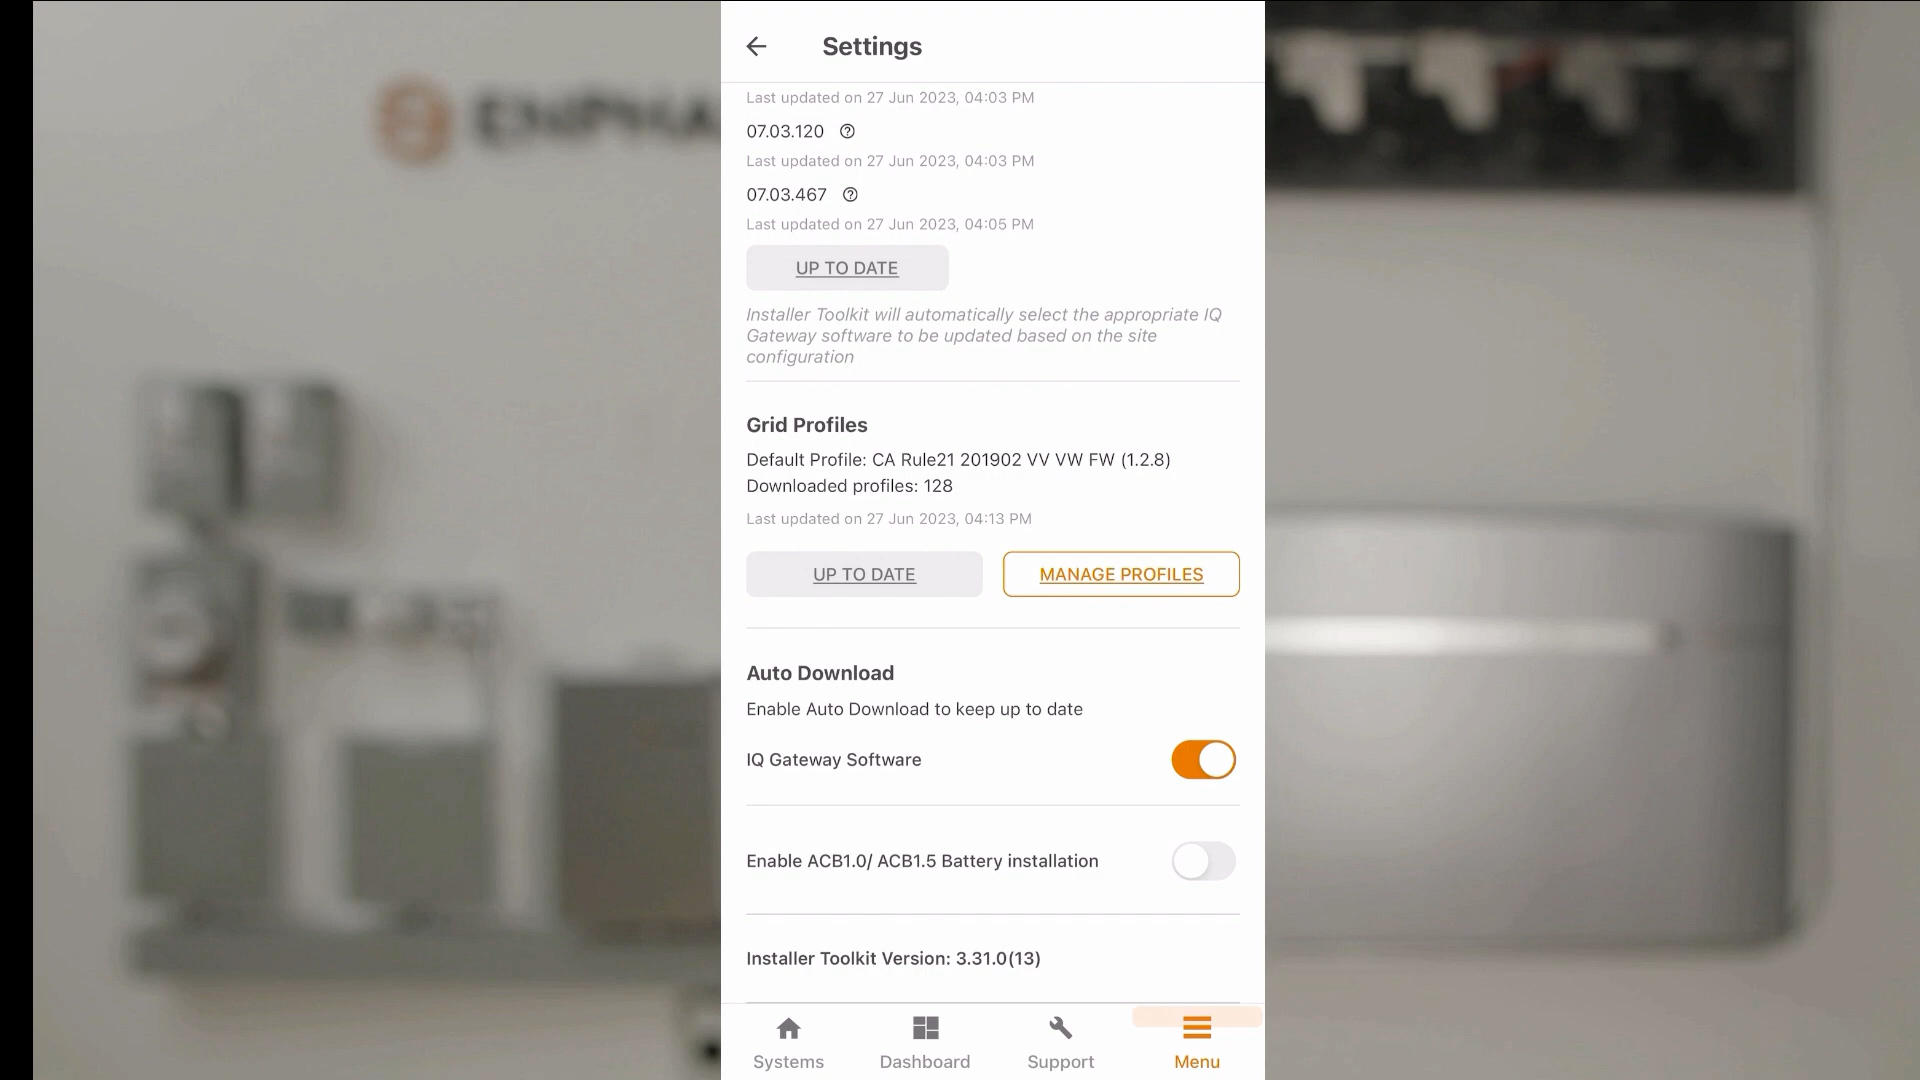 Settings
Last updated on 27 Jun 2023, 04:03 PM
07.03.120
Last updated on 27 Jun 2023, 04:03 PM
07.03.467
Last updated on 27 Jun 2023, 04:05 PM
UP TO DATE
Installer Toolkit will automatically select the appropriate IQ
Gateway software to be updated based on the site
configuration
Grid Profiles
Default Profile: CA Rule21 201902 VV VW FW (1.2.8)
Downloaded profiles: 128
Last updated on 27 Jun 2023, 04:13 PM
UP TO DATE MANAGE PROFILES
Auto Download
Enable Auto Download to keep up to date
IQ Gateway Software
Enable ACB1.0/ ACB1.5 Battery installation
Installer Toolkit Version: 3.31.0(13)
Systems Dashboard Support Menu